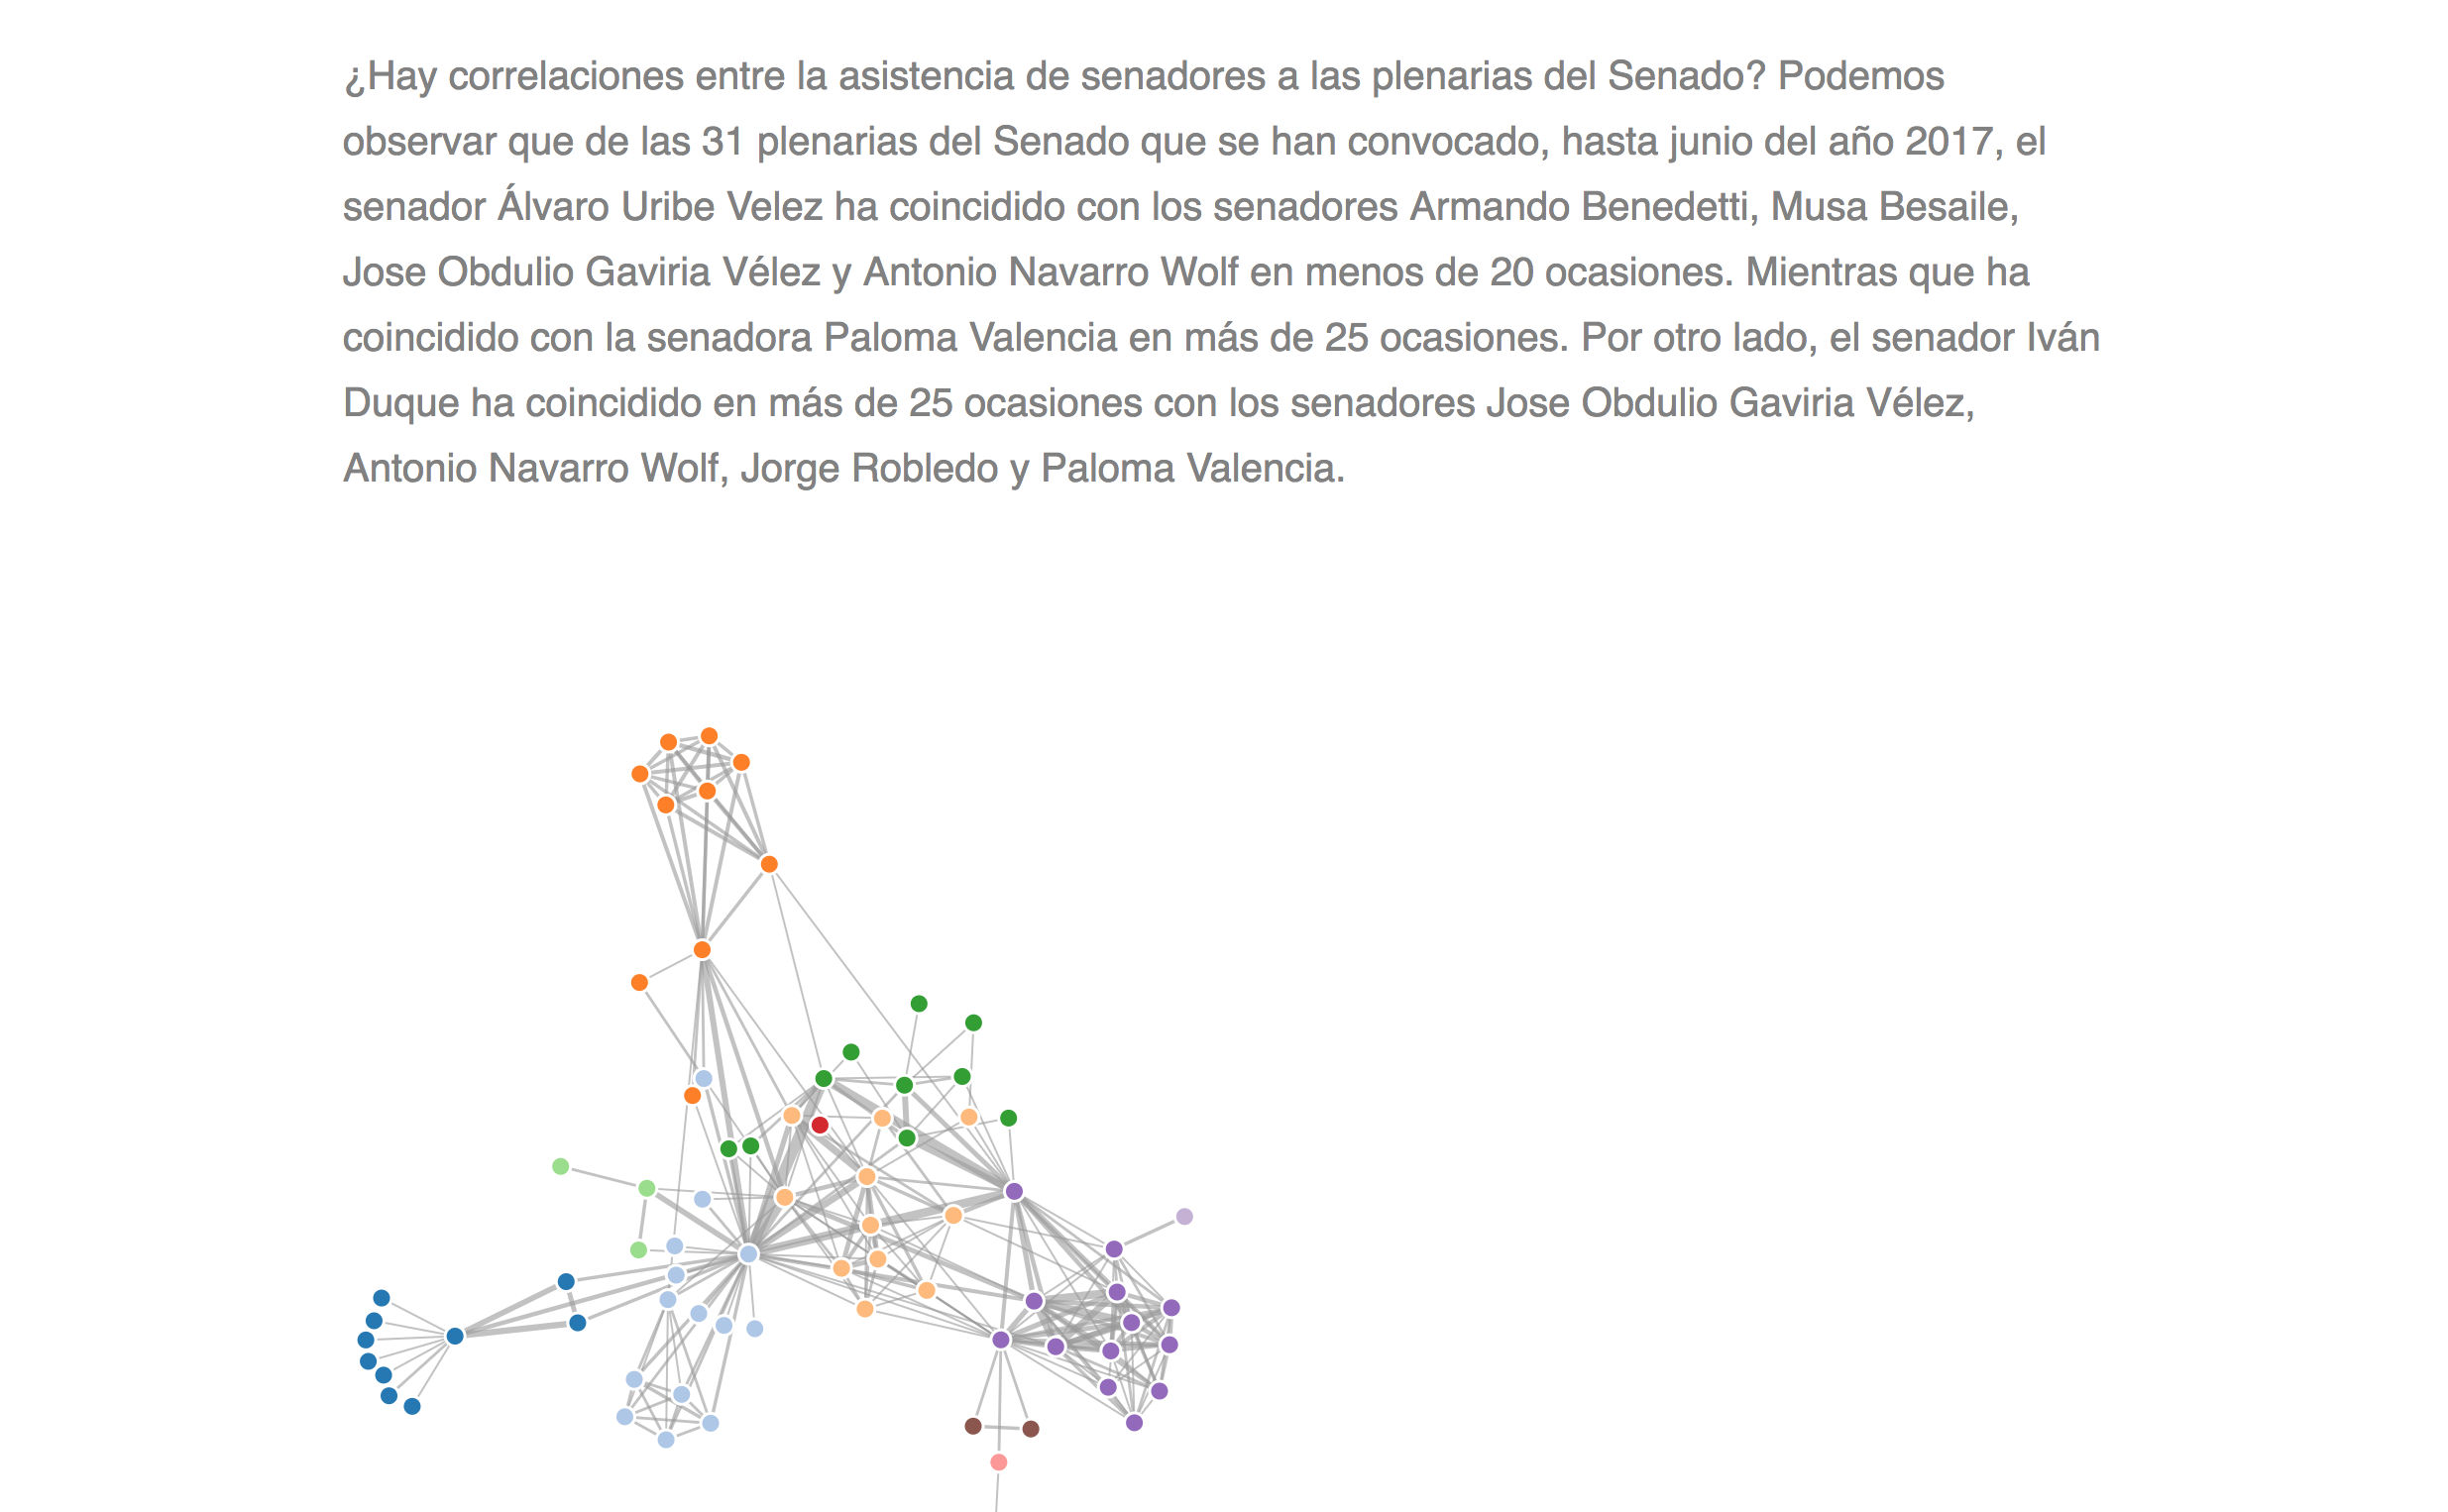 ¿Hay correlaciones entre la asistencia de senadores a las plenarias del Senado? Podemos
observar que de las 31 plenarias del Senado que se han convocado, hasta junio del año 2017, el
senador Álvaro Uribe Velez ha coincidido con los senadores Armando Benedetti, Musa Besaile,
Jose Obdulio Gaviria Vélez y Antonio Navarro Wolf en menos de 20 ocasiones. Mientras que ha
coincidido con la senadora Paloma Valencia en más de 25 ocasiones. Por otro lado, el senador Iván
Duque ha coincidido en más de 25 ocasiones con los senadores Jose Obdulio Gaviria Vélez,
Antonio Navarro Wolf, Jorge Robledo y Paloma Valencia.